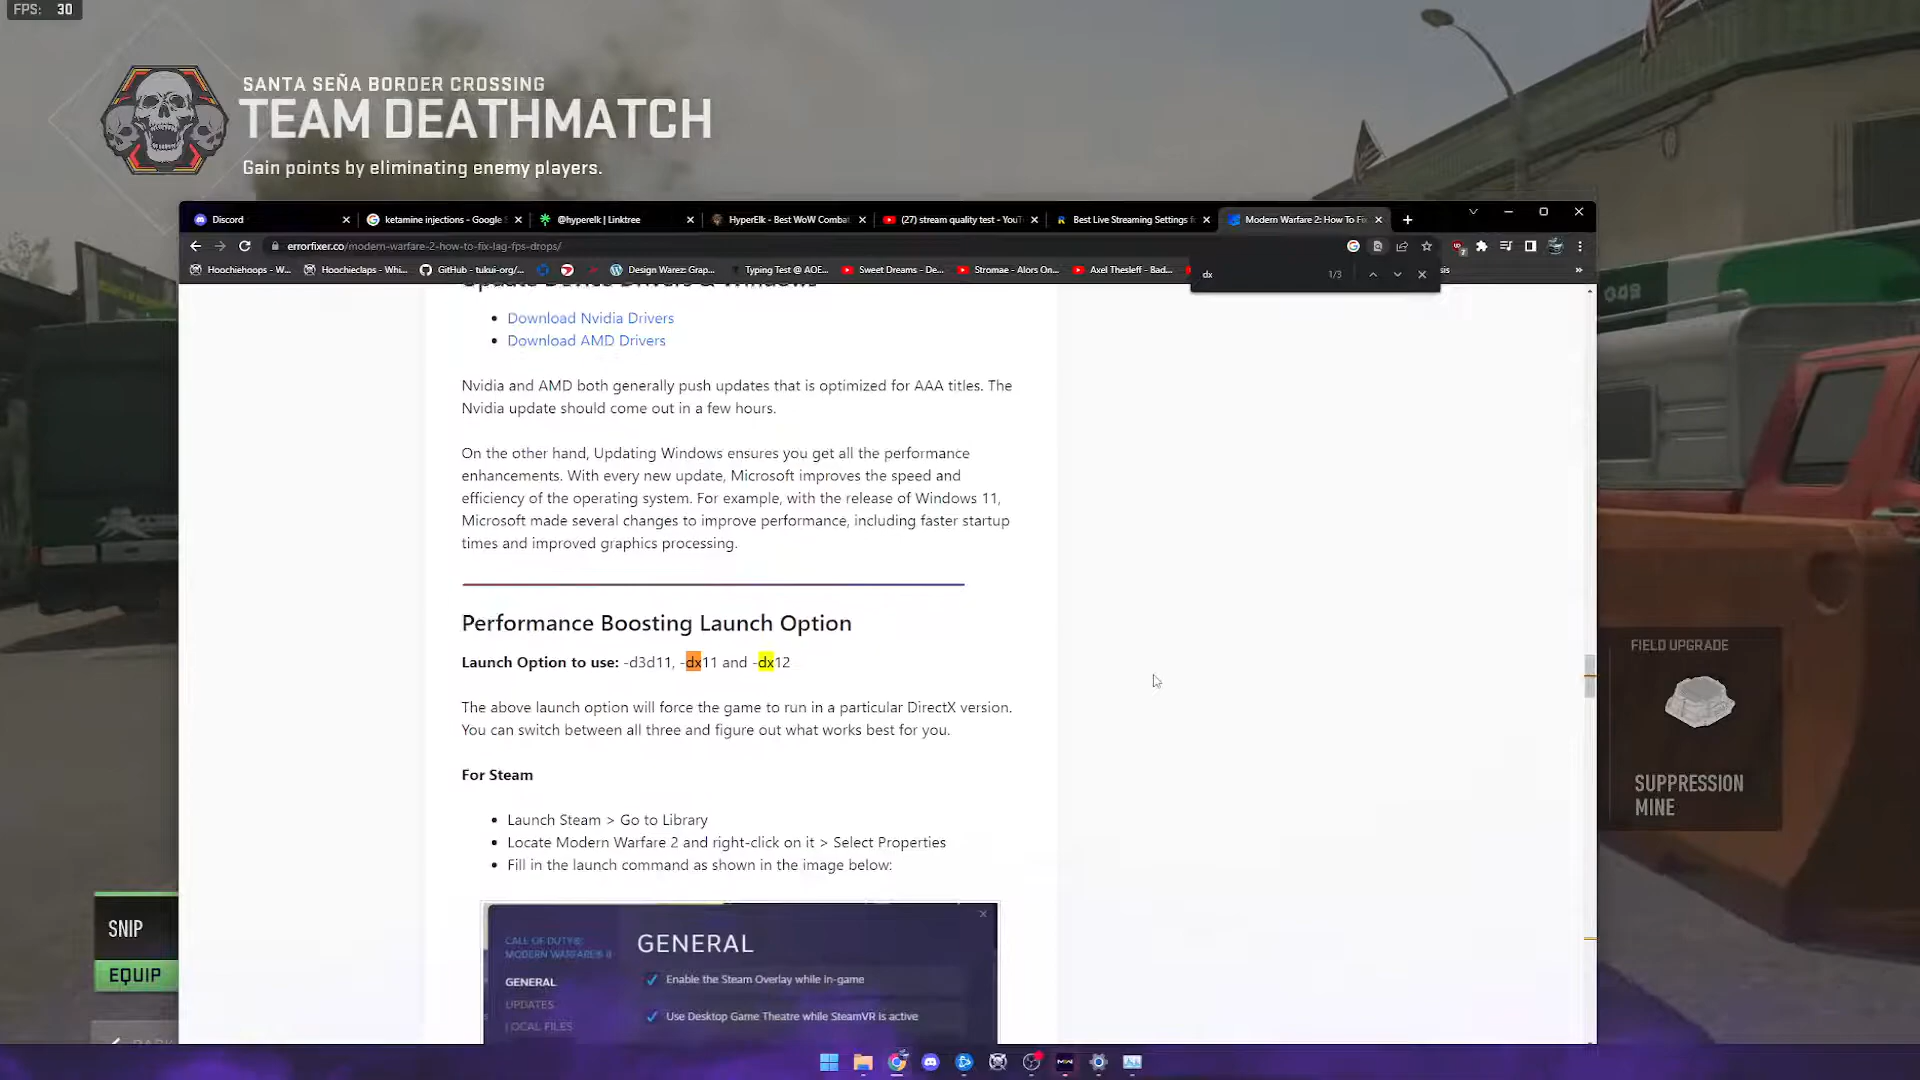 FPS: 30
SANTA SEÑA BORDER CROSSING
TEAM DEATHMATCH
Gain points by eliminating enemy players.
Discord
ketamine injections - Google S
@hyperelk | Linktree
HyperElk - Best WoW Combat
(27) stream quality test - YouT
Best Live Streaming Settings f
Modern Warfare 2: How To Fi
errorfixer.co/modern-warfare-2-how-to-fix-lag-fps-drops/
Hoochiehoops - W...
Hoochieclaps - Whi...
GitHub - tukui-org/...
Design Warez: Grap...
Typing Test @ AOE...
Sweet Dreams - De...
Stromae - Alors On...
Axel Thesleff - Bad...
dx
1/3
Update Device Drivers & Windows
Download Nvidia Drivers
Download AMD Drivers
Nvidia and AMD both generally push updates that is optimized for AAA titles. The
Nvidia update should come out in a few hours.
On the other hand, Updating Windows ensures you get all the performance
enhancements. With every new update, Microsoft improves the speed and
efficiency of the operating system. For example, with the release of Windows 11,
Microsoft made several changes to improve performance, including faster startup
times and improved graphics processing.
Performance Boosting Launch Option
Launch Option to use: -d3d11, -dx11 and -dx12
The above launch option will force the game to run in a particular DirectX version.
You can switch between all three and figure out what works best for you.
For Steam
Launch Steam > Go to Library
Locate Modern Warfare 2 and right-click on it > Select Properties
Fill in the launch command as shown in the image below:
CALL OF DUTY®:
MODERN WARFARE® II
GENERAL
UPDATES
LOCAL FILES
GENERAL
Enable the Steam Overlay while in-game
Use Desktop Game Theatre while SteamVR is active
FIELD UPGRADE
SUPPRESSION
MINE
SNIP
EQUIP